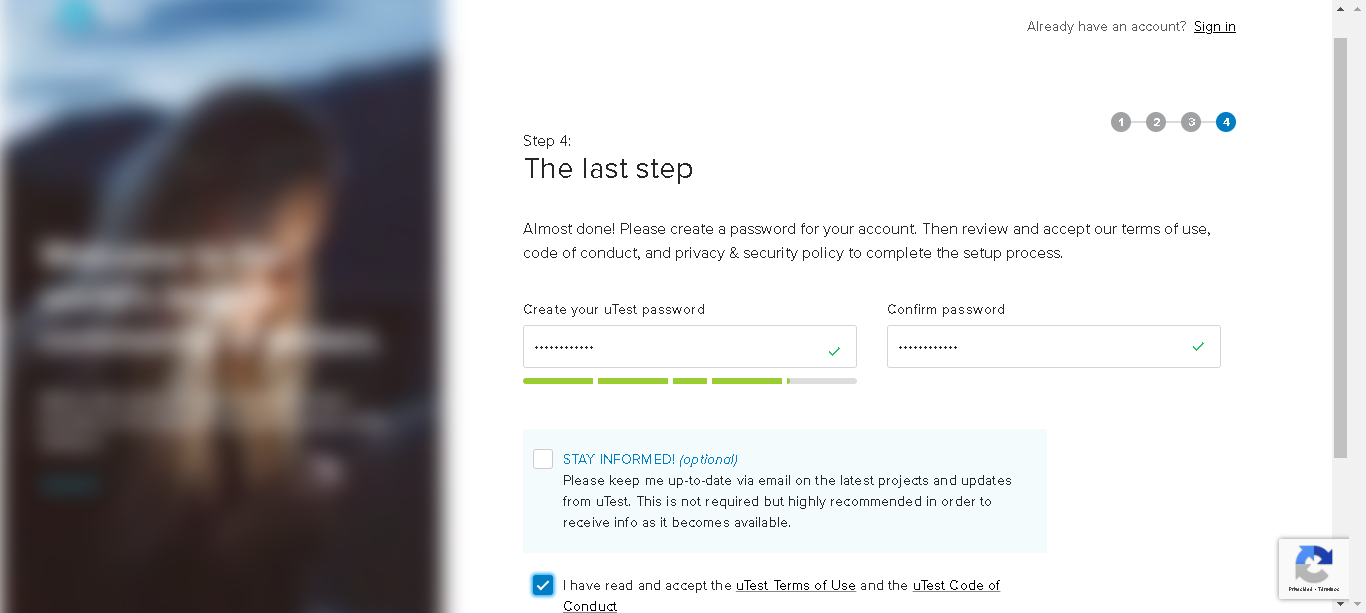 Already have an account? Sign in
1 2 3 4
Step 4:
The last step
Almost done! Please create a password for your account. Then review and accept our terms of use,
code of conduct, and privacy & security policy to complete the setup process.
Create your uTest password
Confirm password
STAY INFORMED! (optional)
Please keep me up-to-date via email on the latest projects and updates
from uTest. This is not required but highly recommended in order to
receive info as it becomes available.
I have read and accept the uTest Terms of Use and the uTest Code of
Conduct